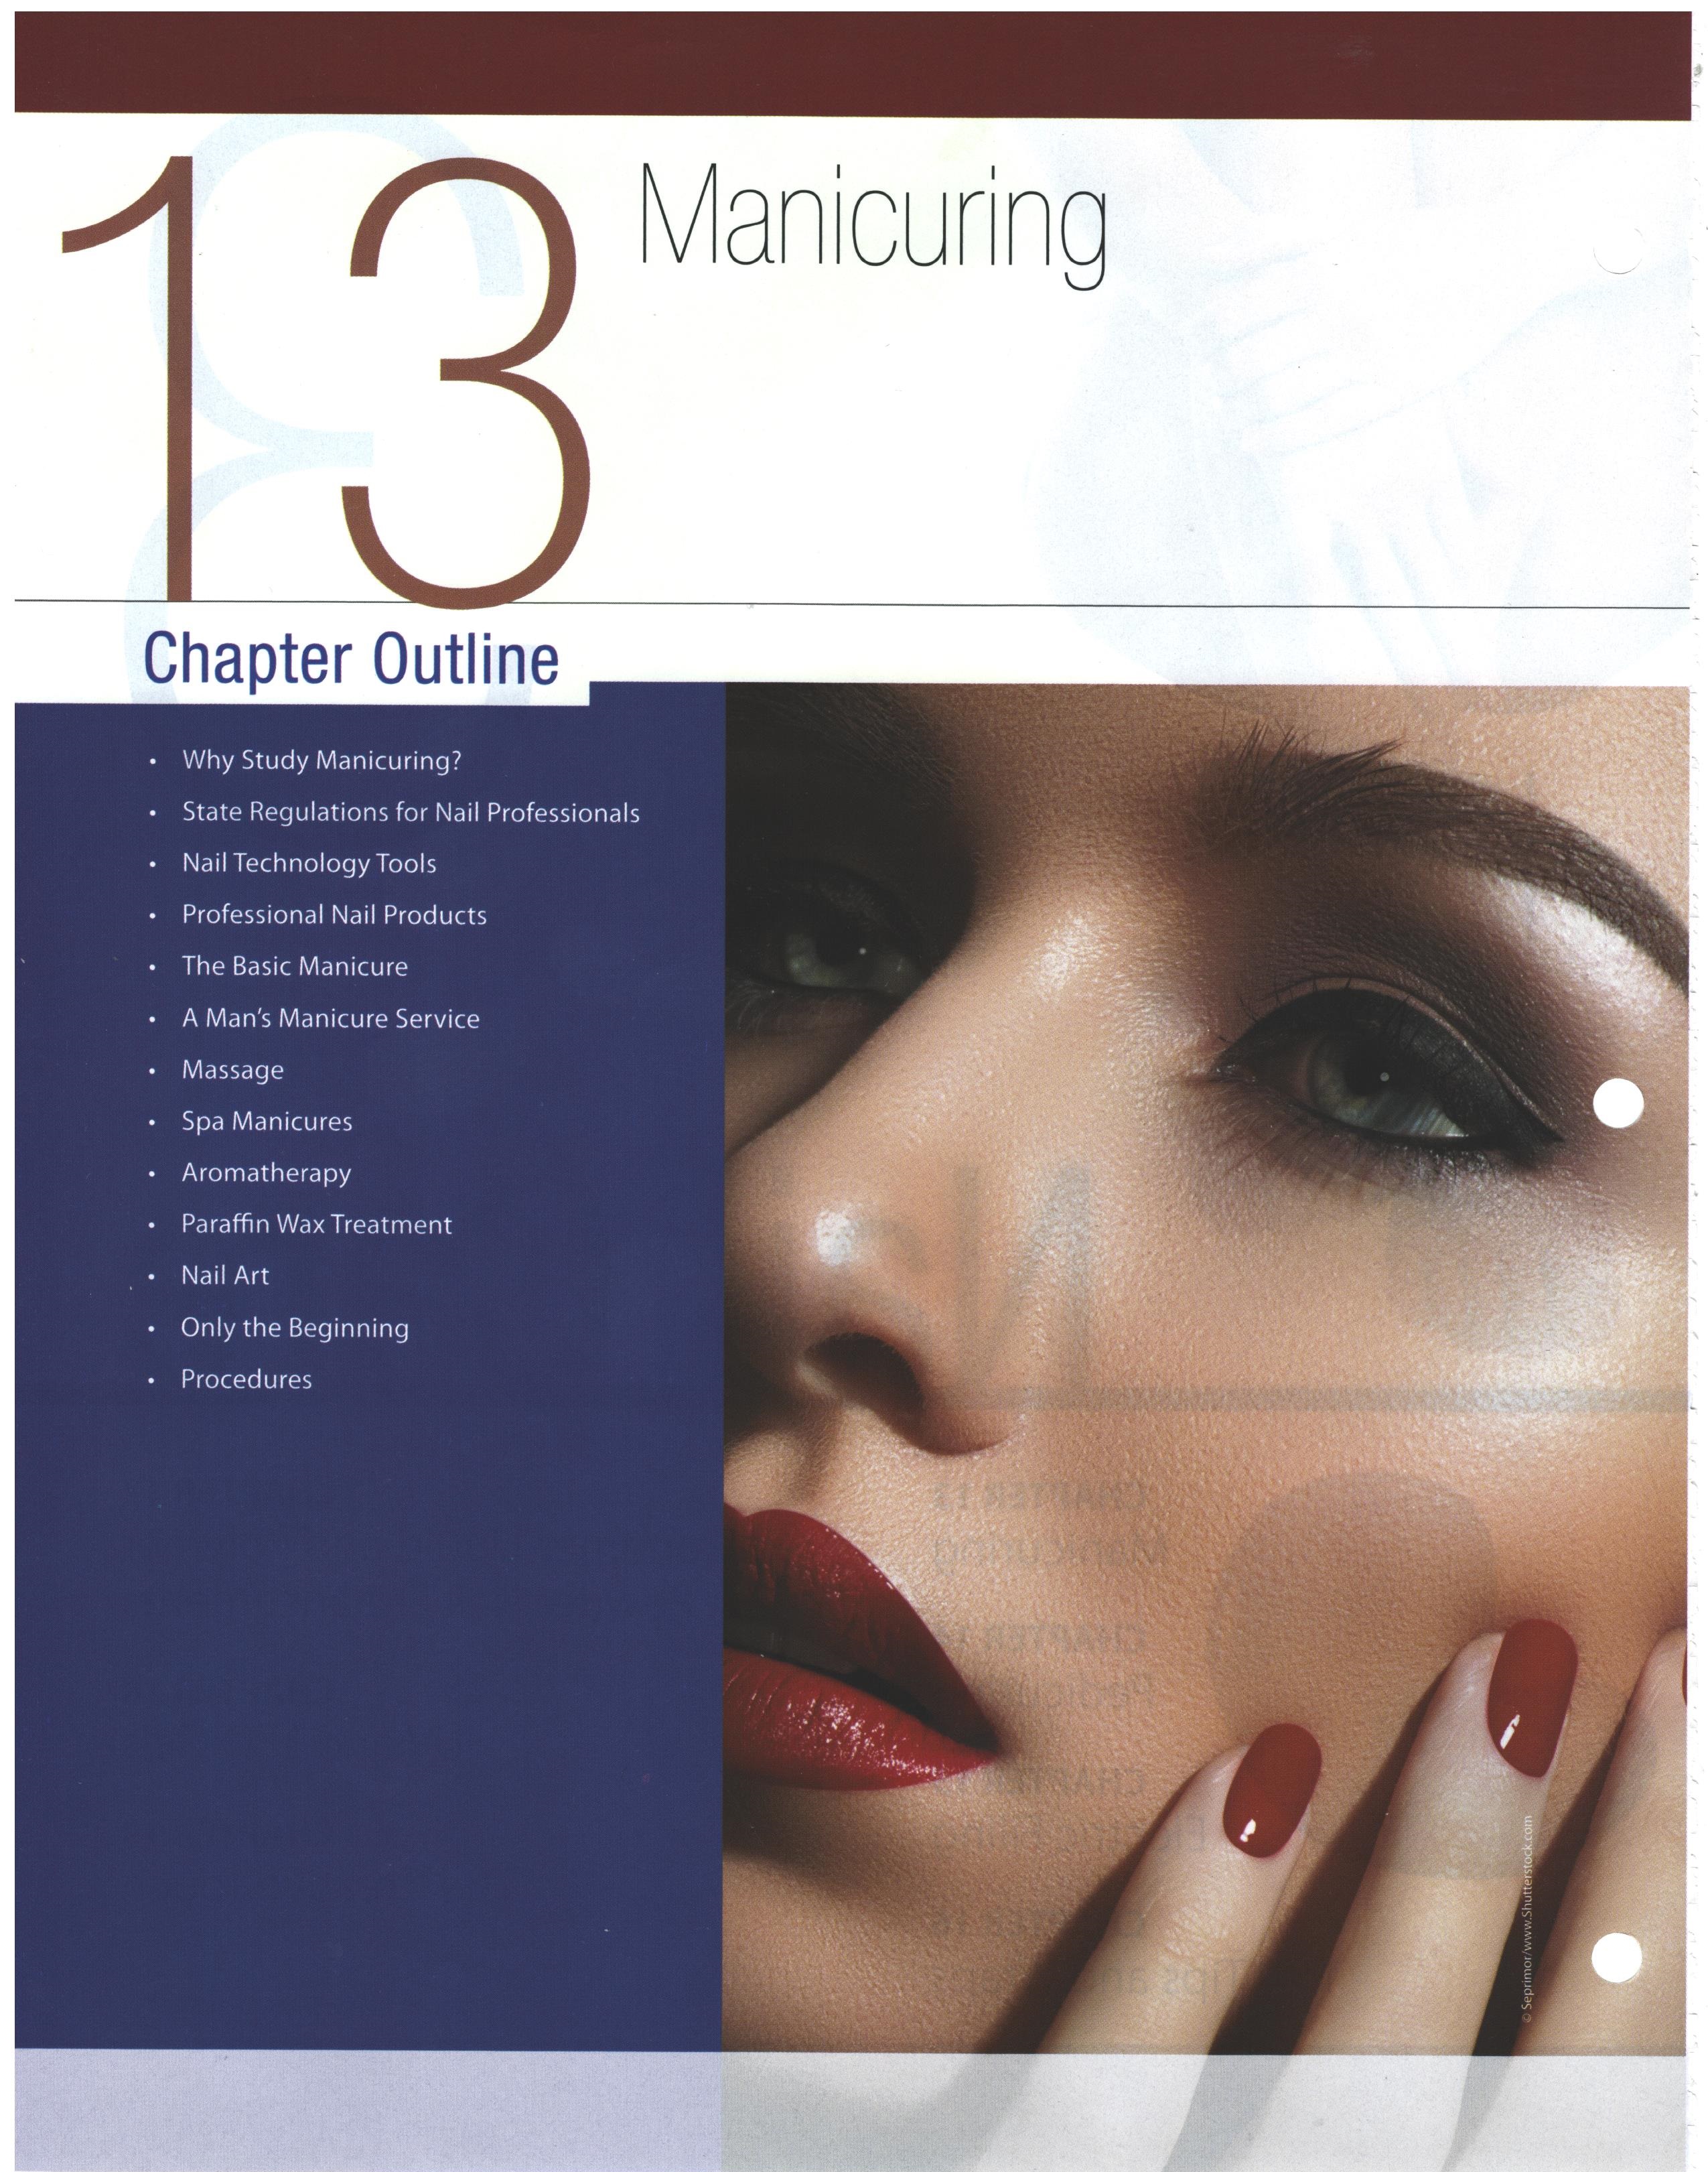 13
Manicuring
Chapter Outline
• Why Study Manicuring?
• State Regulations for Nail Professionals
• Nail Technology Tools
• Professional Nail Products
• The Basic Manicure
• A Man's Manicure Service
• Massage
• Spa Manicures
• Aromatherapy
• Paraffin Wax Treatment
• Nail Art
• Only the Beginning
• Procedures
© Seprimor/www.Shutterstock.com